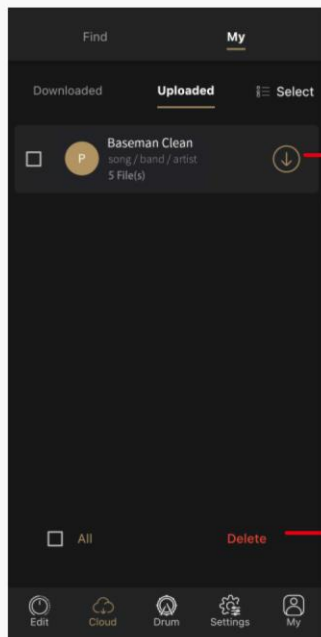 Find
My
Downloaded
Uploaded
Select
Baseman Clean
P
song / band / artist
5 File(s)
All
Delete
Edit
Cloud
Drum
Settings
My